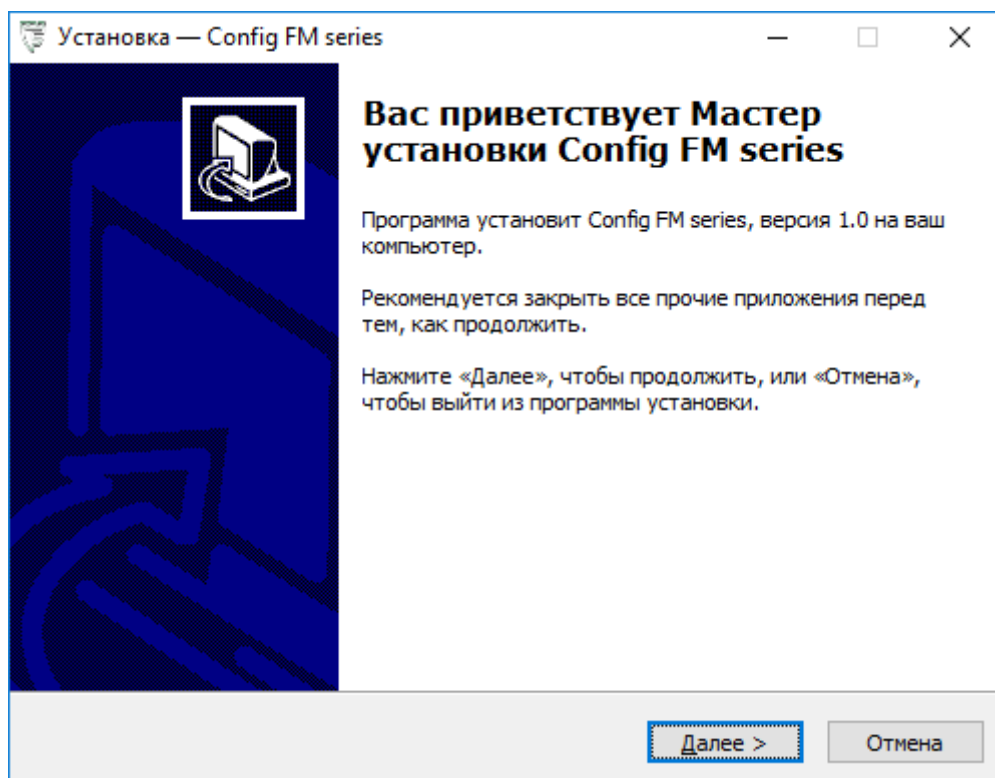 Установка — Config FM series
Вас приветствует Мастер
установки Config FM series
Программа установит Config FM series, версия 1.0 на ваш
компьютер.
Рекомендуется закрыть все прочие приложения перед
тем, как продолжить.
Нажмите «Далее», чтобы продолжить, или «Отмена»,
чтобы выйти из программы установки.
Далее >
Отмена